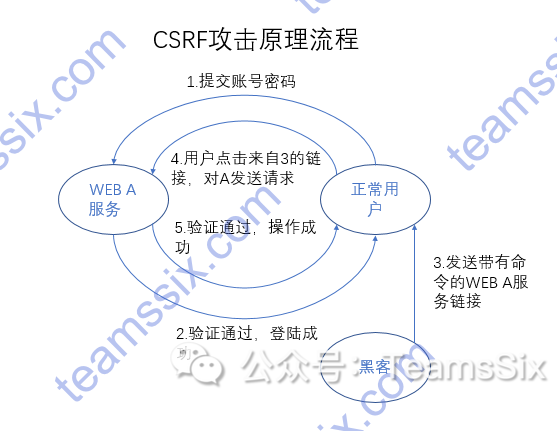 CSRF攻击原理流程
1.提交账号密码
4.用户点击来自3的链
接，对A发送请求
WEB A
服务
正常用
户
5.验证通过，操作成
功
3.发送带有命
令的WEB A服
务链接
2.验证通过，登陆成
功
黑客
公众号：TeamsSix
teamssix.com
teamssix.com
teamssix.com
teamssix.com